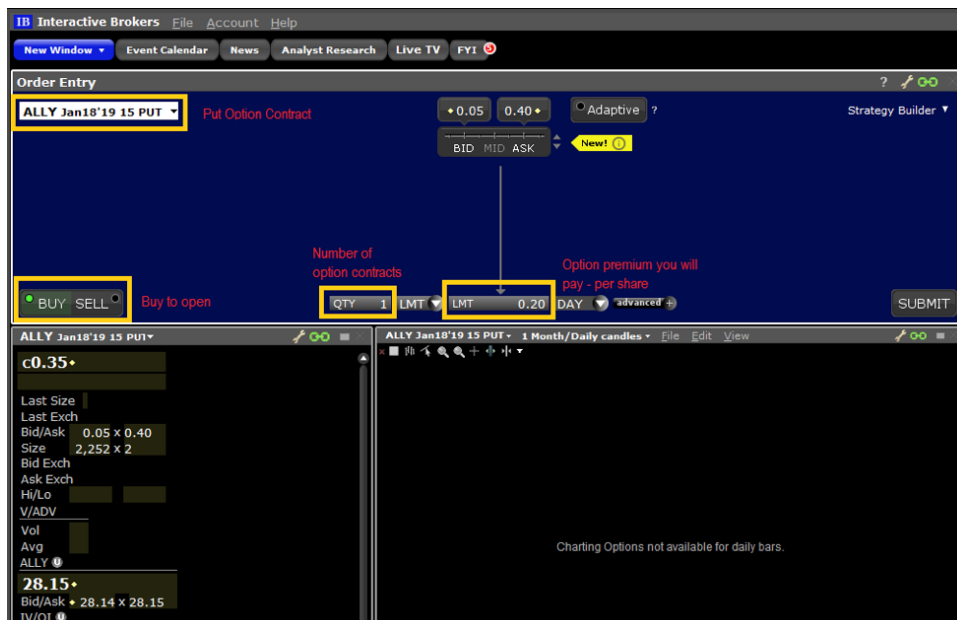 IB Interactive Brokers File Account Help
New Window Event Calendar News Analyst Research Live TV FYI
Order Entry ?
ALLY Jan18'19 15 PUT Put Option Contract 0.05 0.40 Adaptive ? Strategy Builder
BID MID ASK New!
Number of
option contracts
Option premium you will
pay - per share
BUY SELL Buy to open QTY 1 LMT LMT 0.20 DAY advanced SUBMIT
ALLY Jan18'19 15 PUT
c0.35
Last Size
Last Exch
Bid/Ask 0.05 x 0.40
Size 2,252 x 2
Bid Exch
Ask Exch
Hi/Lo
V/ADV
Vol
Avg
ALLY U
28.15
Bid/Ask 28.14 x 28.15
IV/OI U
ALLY Jan18'19 15 PUT 1 Month/Daily candles File Edit View
Charting Options not available for daily bars.